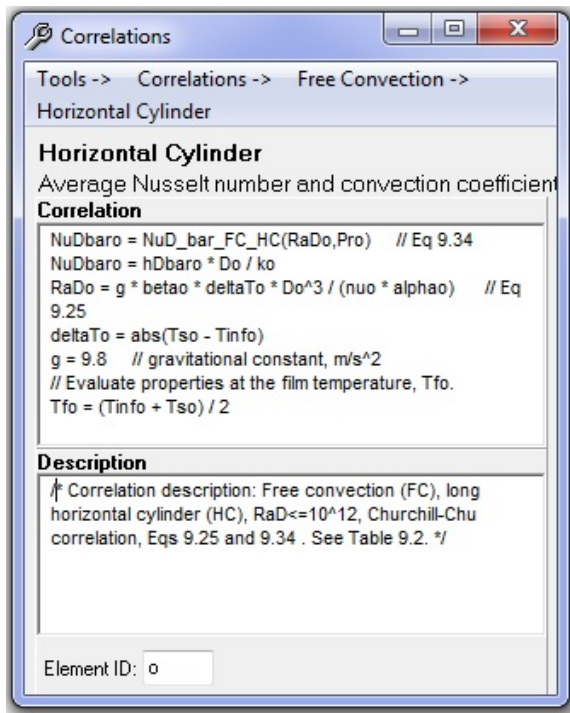 Correlations
Tools -> Correlations -> Free Convection ->
Horizontal Cylinder
Horizontal Cylinder
Average Nusselt number and convection coefficient
Correlation
NuDbaro = NuD_bar_FC_HC(RaDo,Pro) // Eq 9.34
NuDbaro = hDbaro * Do / ko
RaDo = g * betao * deltaTo * Do^3 / (nuo * alphao) // Eq
9.25
deltaTo = abs(Tso - Tinfo)
g = 9.8 // gravitational constant, m/s^2
// Evaluate properties at the film temperature, Tfo.
Tfo = (Tinfo + Tso) / 2
Description
/* Correlation description: Free convection (FC), long
horizontal cylinder (HC), RaD<=10^12, Churchill-Chu
correlation, Eqs 9.25 and 9.34 . See Table 9.2. */
Element ID: o